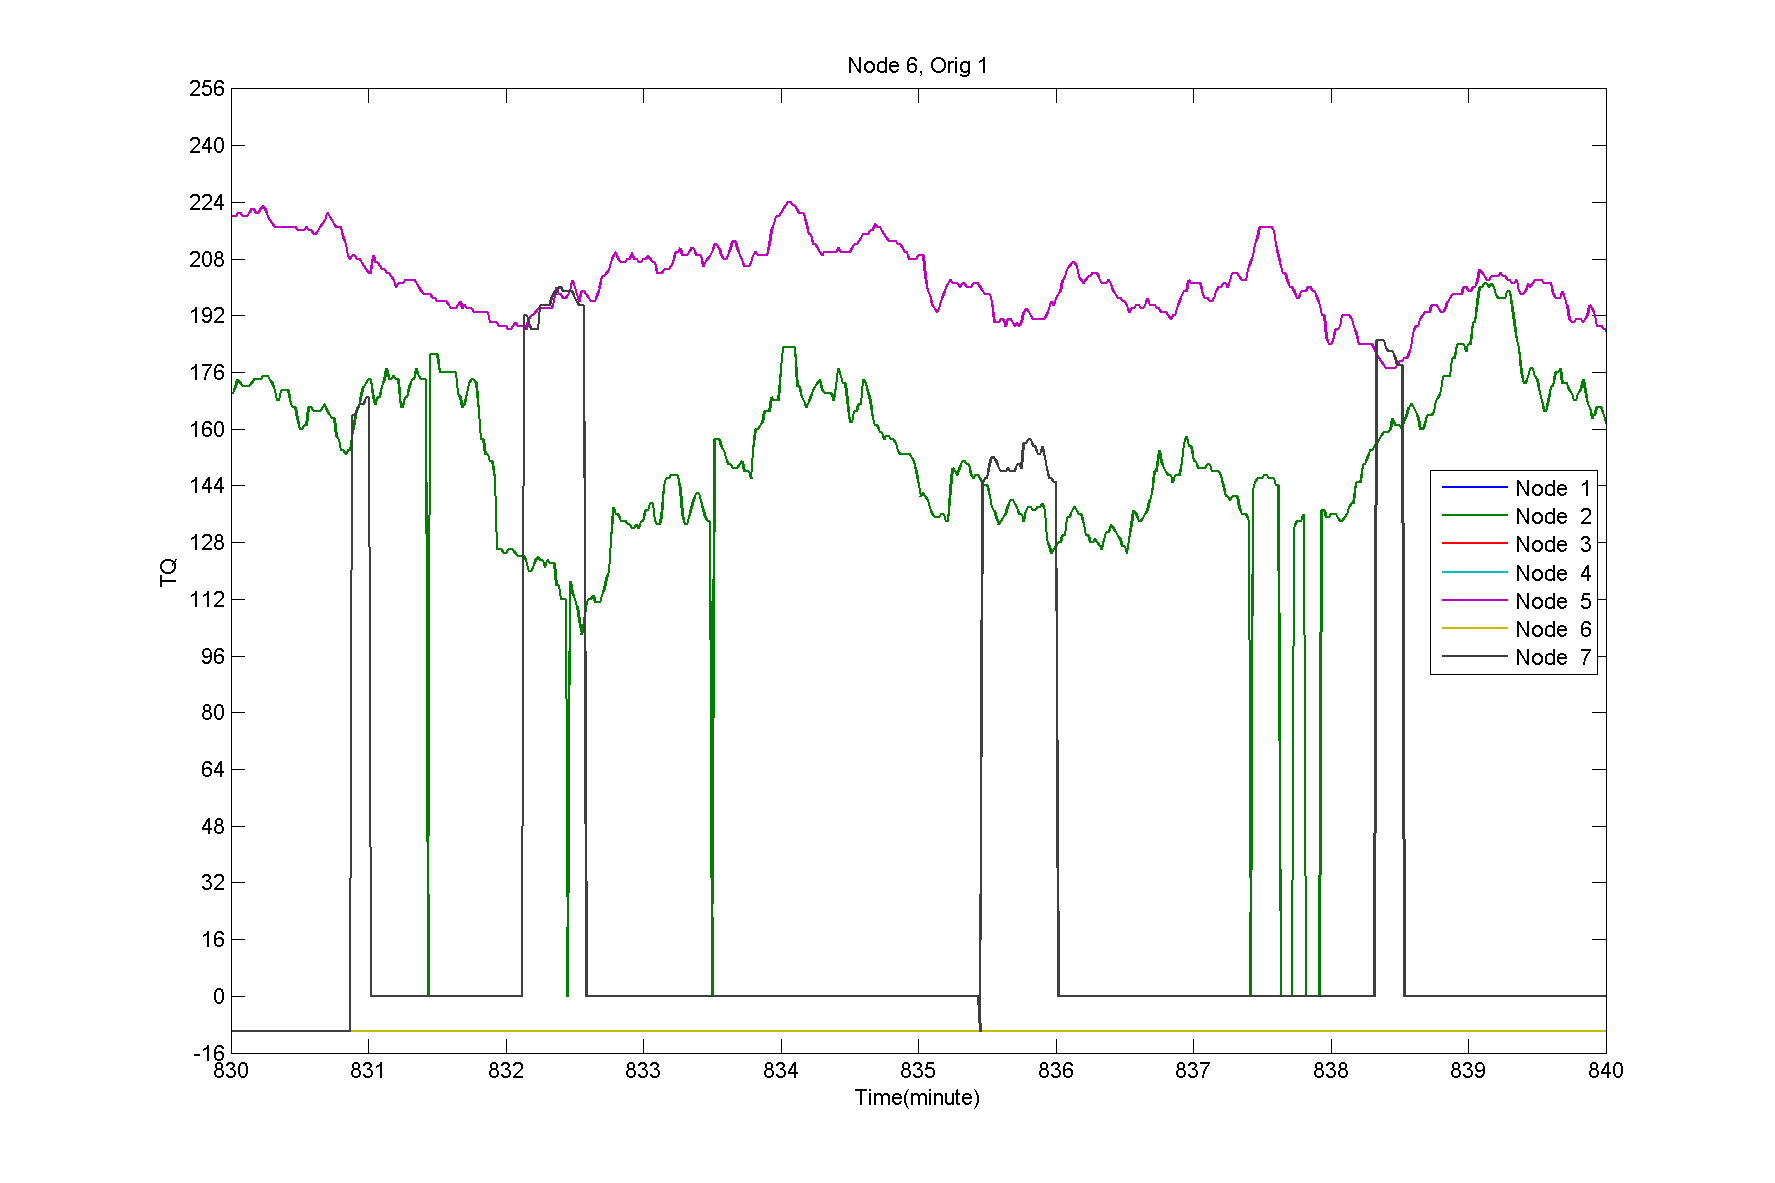 Node 6, Orig 1
256
240
224
208
192
176
160
144
128
112
96
80
64
48
32
16
0
-16
TQ
Node 1
Node 2
Node 3
Node 4
Node 5
Node 6
Node 7
830 831 832 833 834 835 836 837 838 839 840
Time(minute)